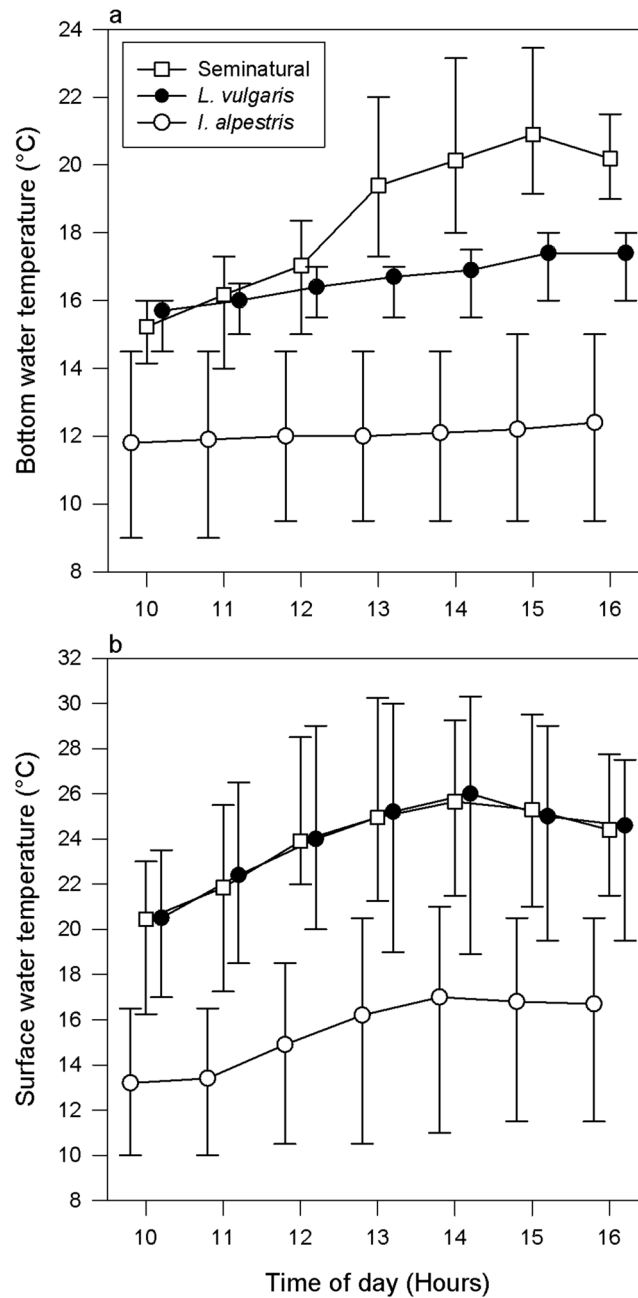 a
24
22
20
18
16
14
12
10
8
Bottom water temperature (°C)
Seminatural
L. vulgaris
I. alpestris
10 11 12 13 14 15 16
b
32
30
28
26
24
22
20
18
16
14
12
10
8
Surface water temperature (°C)
10 11 12 13 14 15 16
Time of day (Hours)